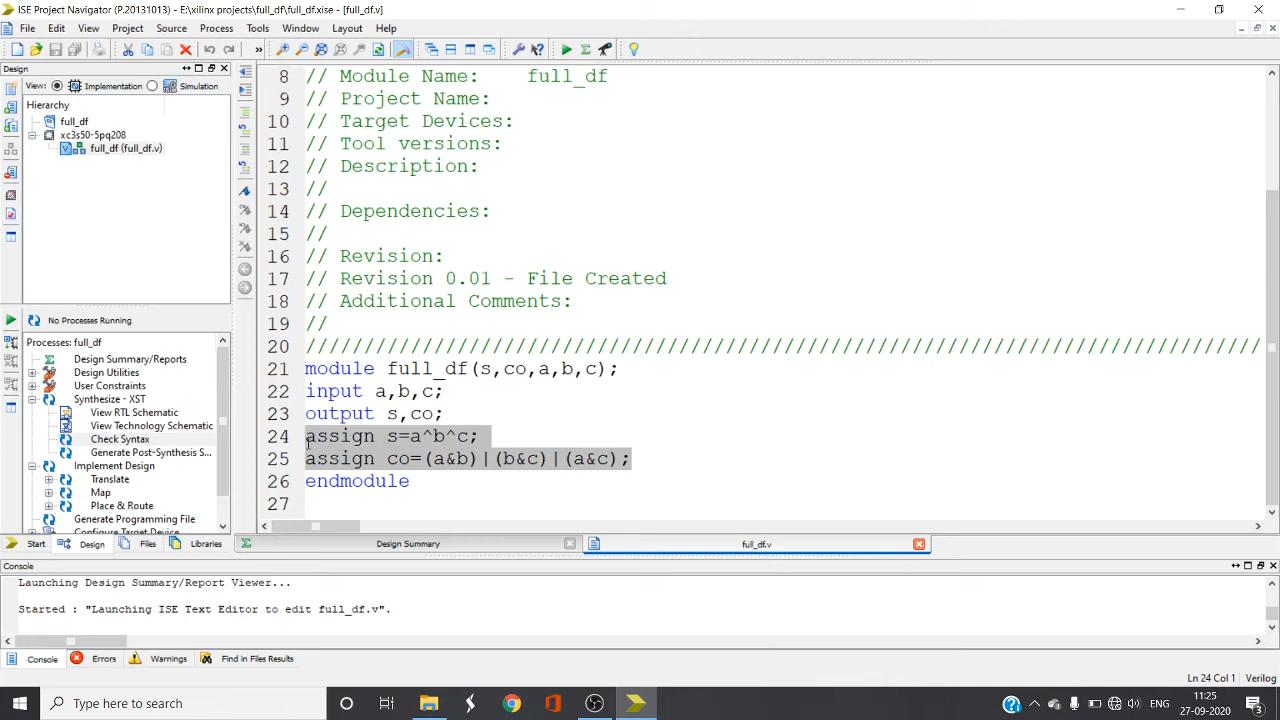 ISE Project Navigator (P.20131013) - E:\xilinx projects\full_df\full_df.xise - [full_df.v]
File Edit View Project Source Process Tools Window Layout Help
Design
View: Implementation Simulation
Hierarchy
full_df
xc3s50-5pq208
full_df (full_df.v)
No Processes Running
Processes: full_df
Design Summary/Reports
Design Utilities
User Constraints
Synthesize - XST
View RTL Schematic
View Technology Schematic
Check Syntax
Generate Post-Synthesis S...
Implement Design
Translate
Map
Place & Route
Generate Programming File
Configure Target Device
Start Design Files Libraries
8 // Module Name: full_df
9 // Project Name:
10 // Target Devices:
11 // Tool versions:
12 // Description:
13 //
14 // Dependencies:
15 //
16 // Revision:
17 // Revision 0.01 - File Created
18 // Additional Comments:
19 //
20 //////////////////////////////////////////////////////////////////////////////////
21 module full_df(s,co,a,b,c);
22 input a,b,c;
23 output s,co;
24 assign s=a^b^c;
25 assign co=(a&b)|(b&c)|(a&c);
26 endmodule
27
Design Summary full_df.v
Console
Launching Design Summary/Report Viewer...
Started : "Launching ISE Text Editor to edit full_df.v".
Console Errors Warnings Find in Files Results
Ln 24 Col 1 Verilog
Type here to search
ENG
11:25
27-09-2020